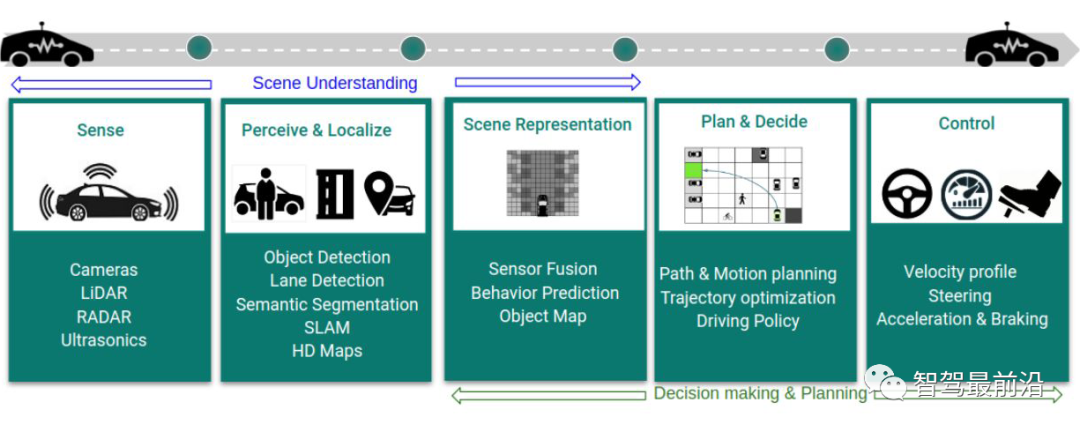 Scene Understanding
Sense
Cameras
LiDAR
RADAR
Ultrasonics
Perceive & Localize
Object Detection
Lane Detection
Semantic Segmentation
SLAM
HD Maps
Scene Representation
Sensor Fusion
Behavior Prediction
Object Map
Plan & Decide
Path & Motion planning
Trajectory optimization
Driving Policy
Control
Velocity profile
Steering
Acceleration & Braking
Decision making & Planning
智驾最前沿